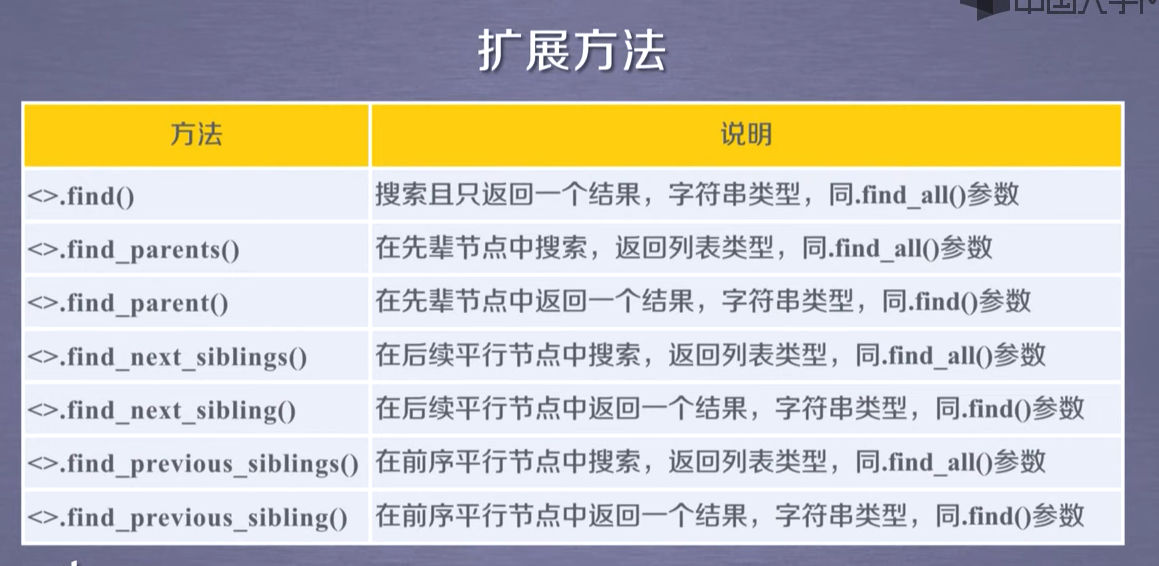 扩展方法
方法 说明
<>.find() 搜索且只返回一个结果，字符串类型，同.find_all()参数
<>.find_parents() 在先辈节点中搜索，返回列表类型，同.find_all()参数
<>.find_parent() 在先辈节点中返回一个结果，字符串类型，同.find()参数
<>.find_next_siblings() 在后续平行节点中搜索，返回列表类型，同.find_all()参数
<>.find_next_sibling() 在后续平行节点中返回一个结果，字符串类型，同.find()参数
<>.find_previous_siblings() 在前序平行节点中搜索，返回列表类型，同.find_all()参数
<>.find_previous_sibling() 在前序平行节点中返回一个结果，字符串类型，同.find()参数